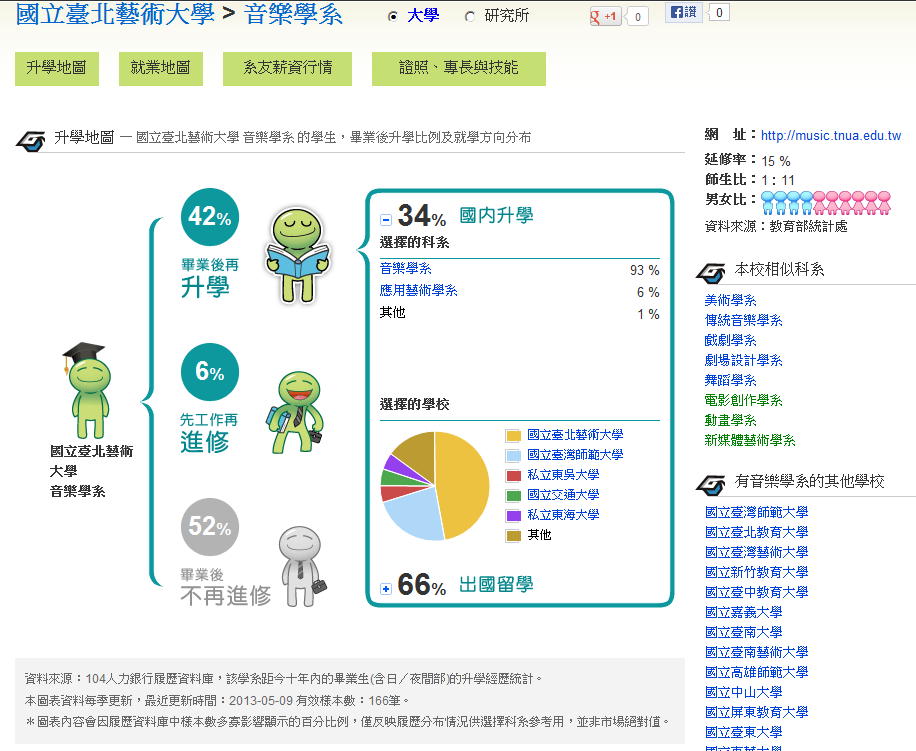 國立臺北藝術大學 > 音樂學系
大學
研究所
g +1 0
讚 0
升學地圖
就業地圖
系友薪資行情
證照、專長與技能
升學地圖 — 國立臺北藝術大學 音樂學系 的學生，畢業後升學比例及就學方向分布
國立臺北藝術
大學
音樂學系
42%
畢業後再
升學
6%
先工作再
進修
52%
畢業後
不再進修
34% 國內升學
選擇的科系
音樂學系 93 %
應用藝術學系 6 %
其他 1 %
選擇的學校
國立臺北藝術大學
國立臺灣師範大學
私立東吳大學
國立交通大學
私立東海大學
其他
66% 出國留學
資料來源：104人力銀行履歷資料庫，該學系距今十年內的畢業生(含日／夜間部)的升學經歷統計。
本圖表資料每季更新，最近更新時間：2013-05-09 有效樣本數：166筆。
＊圖表內容會因履歷資料庫中樣本數多寡影響顯示的百分比例，僅反映履歷分布情況供選擇科系參考用，並非市場絕對值。
網 址：http://music.tnua.edu.tw
延修率：15 %
師生比：1：11
男女比：
資料來源：教育部統計處
本校相似科系
美術學系
傳統音樂學系
戲劇學系
劇場設計學系
舞蹈學系
電影創作學系
動畫學系
新媒體藝術學系
有音樂學系的其他學校
國立臺灣師範大學
國立臺北教育大學
國立臺灣藝術大學
國立新竹教育大學
國立臺中教育大學
國立嘉義大學
國立臺南大學
國立臺南藝術大學
國立高雄師範大學
國立中山大學
國立屏東教育大學
國立臺東大學